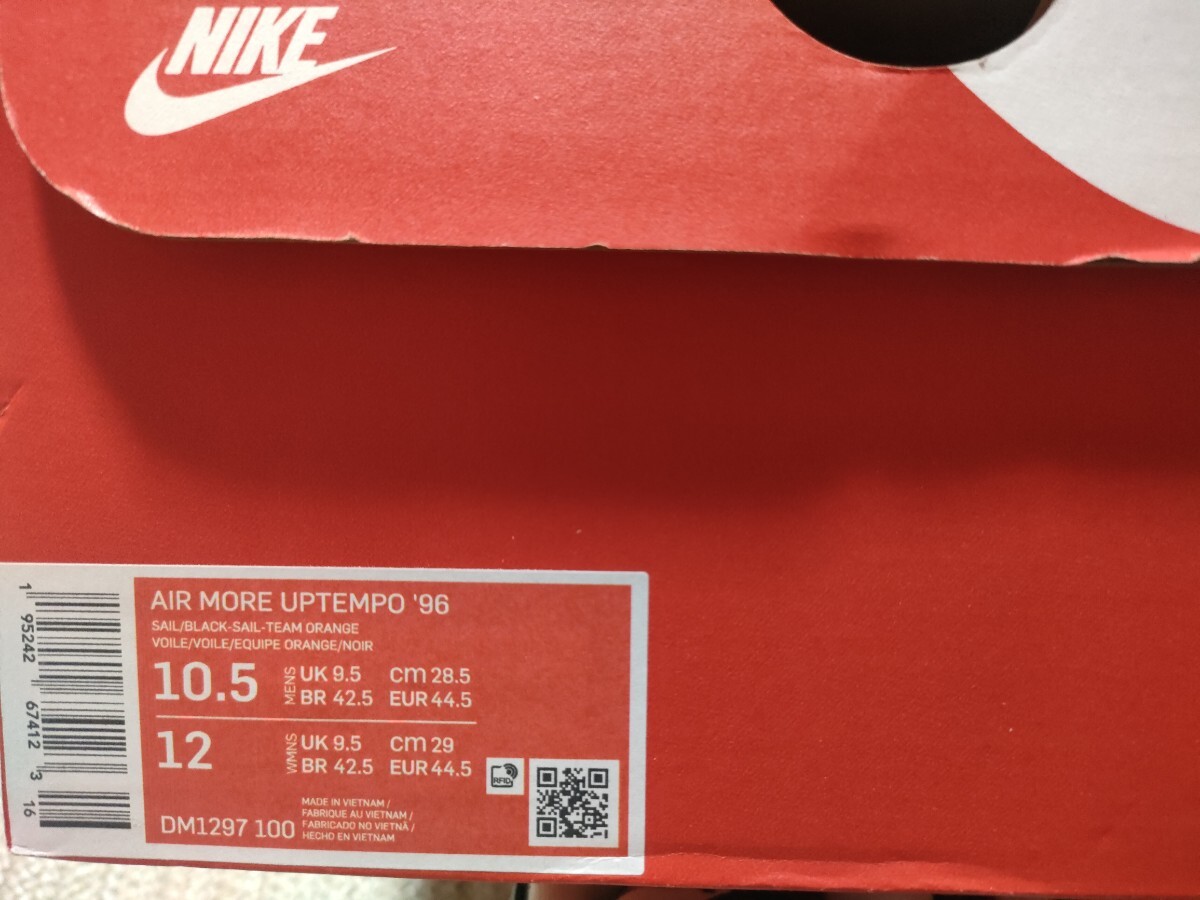 NIKE
AIR MORE UPTEMPO '96
SAIL/BLACK-SAIL-TEAM ORANGE
VOILE/VOILE/EQUIPE ORANGE/NOIR
10.5 MENS UK 9.5 CM 28.5
BR 42.5 EUR 44.5
12 WMNS UK 9.5 CM 29
BR 42.5 EUR 44.5
RFID
DM1297 100
MADE IN VIETNAM /
FABRIQUE AU VIETNAM /
FABRICADO NO VIETNÃ /
HECHO EN VIETNAM
1 95242 67412 3 16